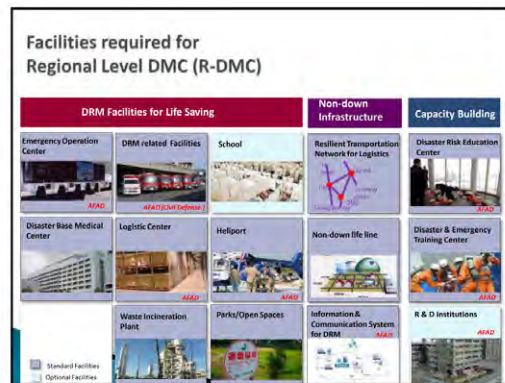 Facilities required for
Regional Level DMC (R-DMC)
DRM Facilities for Life Saving
Non-down
Infrastructure
Capacity Building
Emergency Operation
Center
AFAD
DRM related Facilities
AFAD (Civil Defense)
School
Resilient Transportation
Network for Logistics
Disaster Risk Education
Center
AFAD
Disaster Base Medical
Center
Logistic Center
AFAD
Heliport
AFAD
Non-down life line
Disaster & Emergency
Training Center
AFAD
Waste Incineration
Plant
Parks/Open Spaces
Information &
Communication System
for DRM
AFAD
R & D Institutions
AFAD
Standard Facilities
Optional Facilities